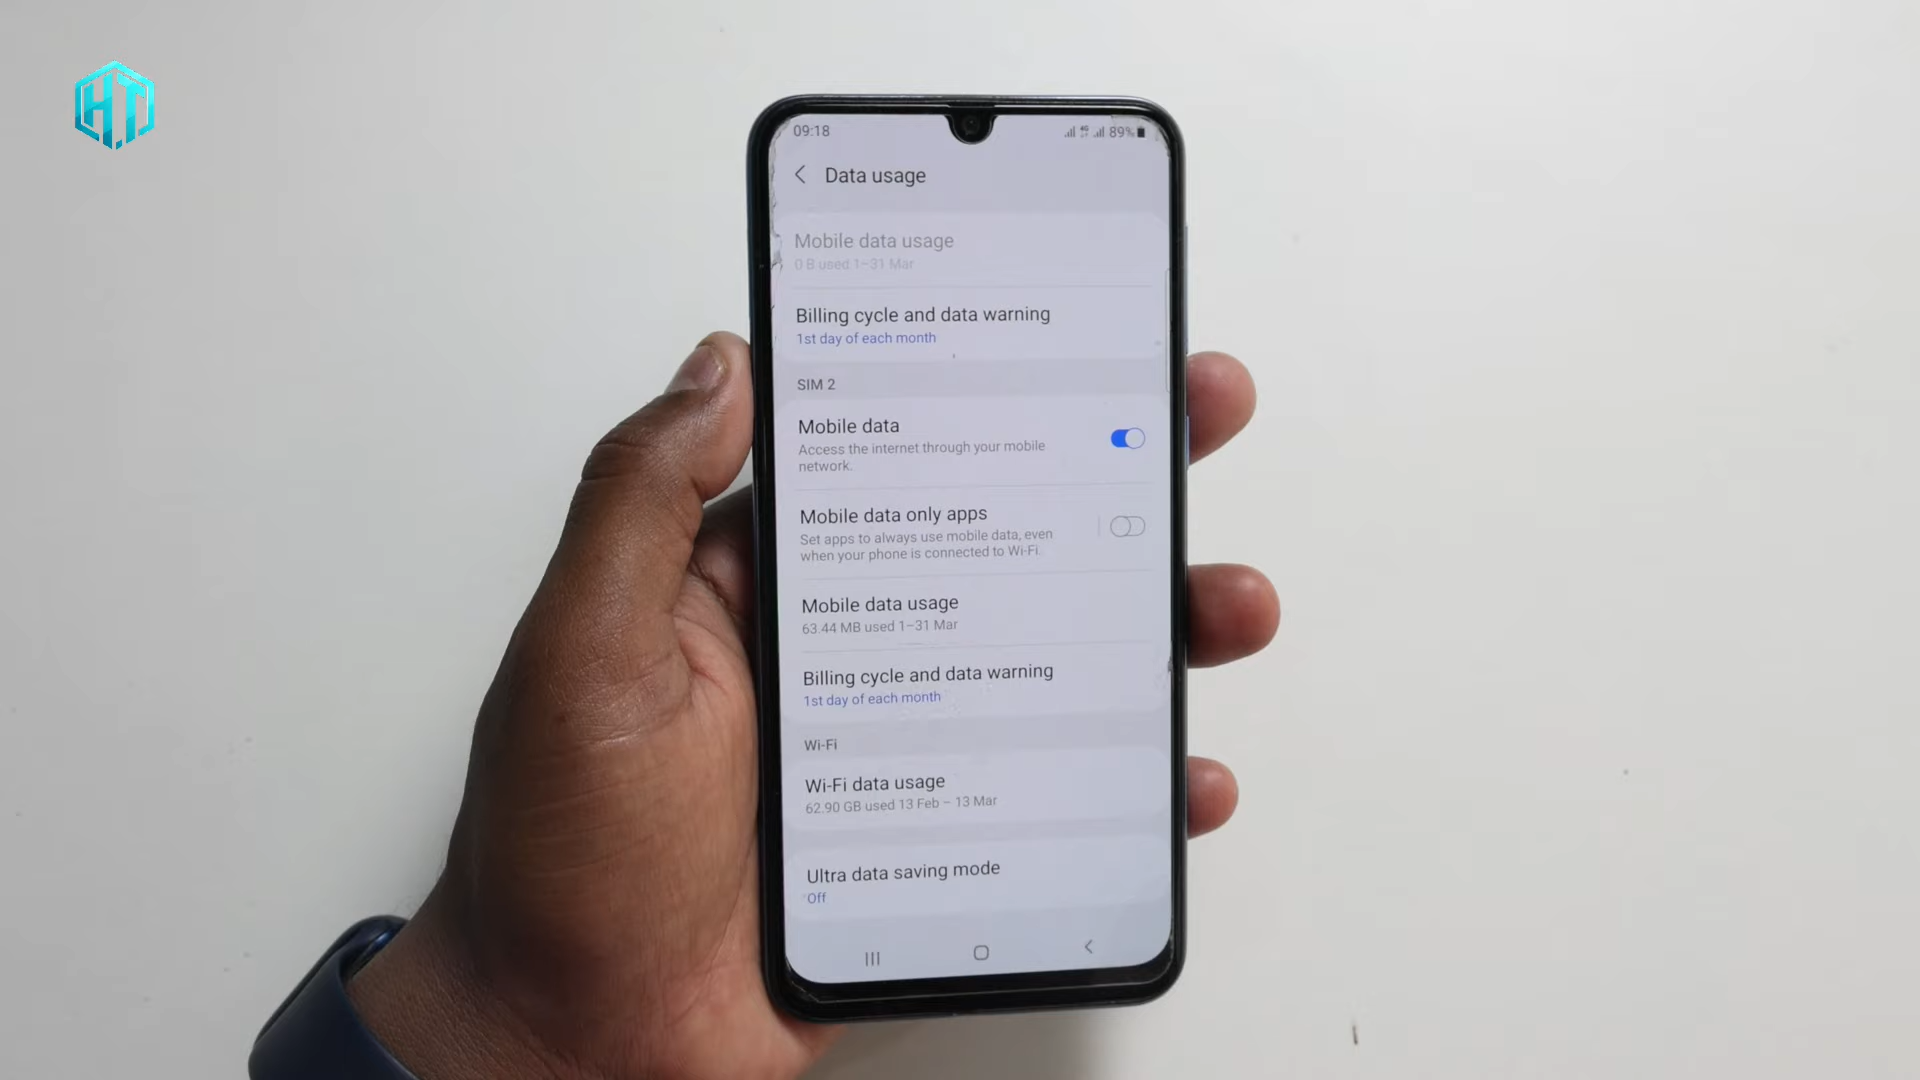 HT
09:18
4G 89%
Data usage
Mobile data usage
0 B used 1–31 Mar
Billing cycle and data warning
1st day of each month
SIM 2
Mobile data
Access the internet through your mobile
network.
Mobile data only apps
Set apps to always use mobile data, even
when your phone is connected to Wi-Fi.
Mobile data usage
63.44 MB used 1–31 Mar
Billing cycle and data warning
1st day of each month
Wi-Fi
Wi-Fi data usage
62.90 GB used 13 Feb – 13 Mar
Ultra data saving mode
Off